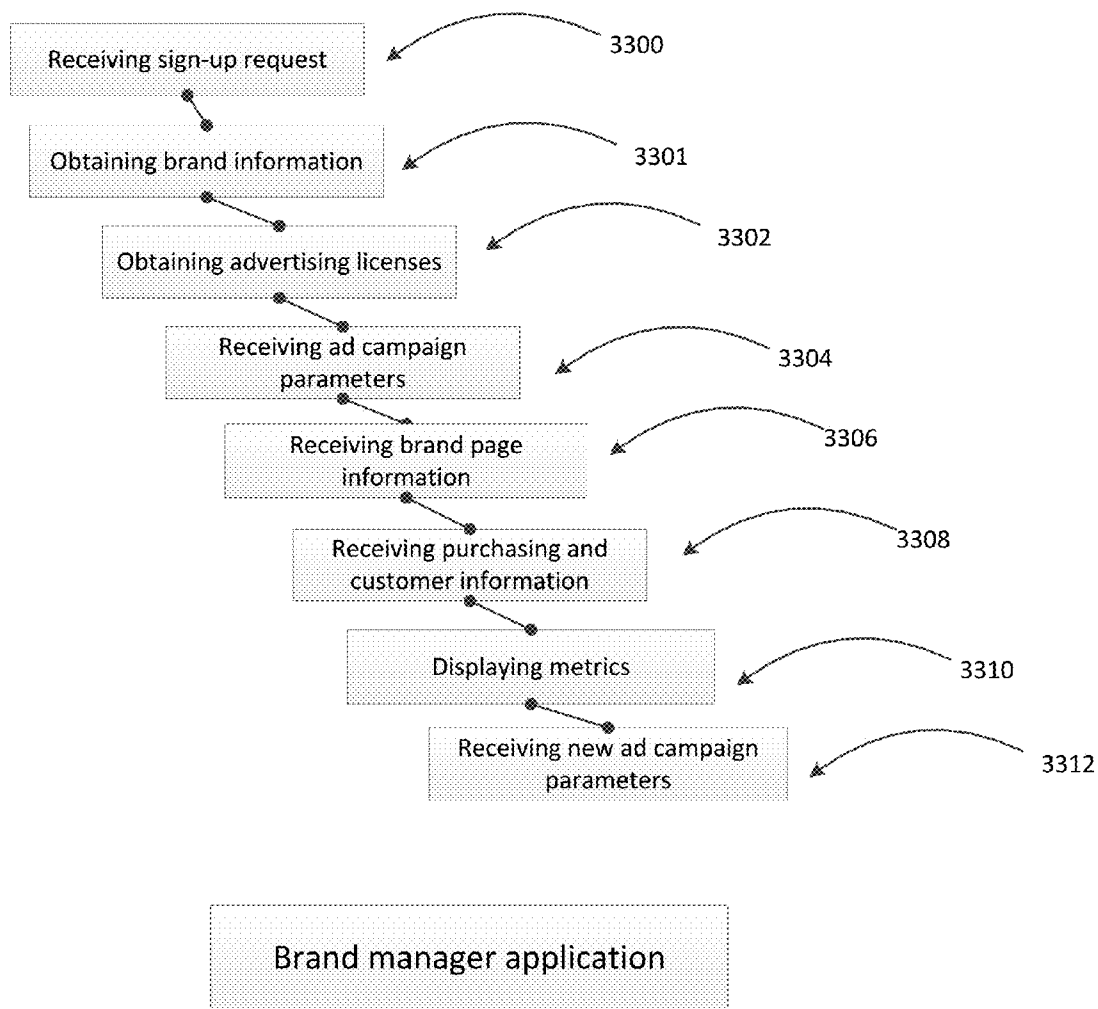 Receiving sign-up request
3300
Obtaining brand information
3301
Obtaining advertising licenses
3302
Receiving ad campaign
parameters
3304
Receiving brand page
information
3306
Receiving purchasing and
customer information
3308
Displaying metrics
3310
Receiving new ad campaign
parameters
3312
Brand manager application